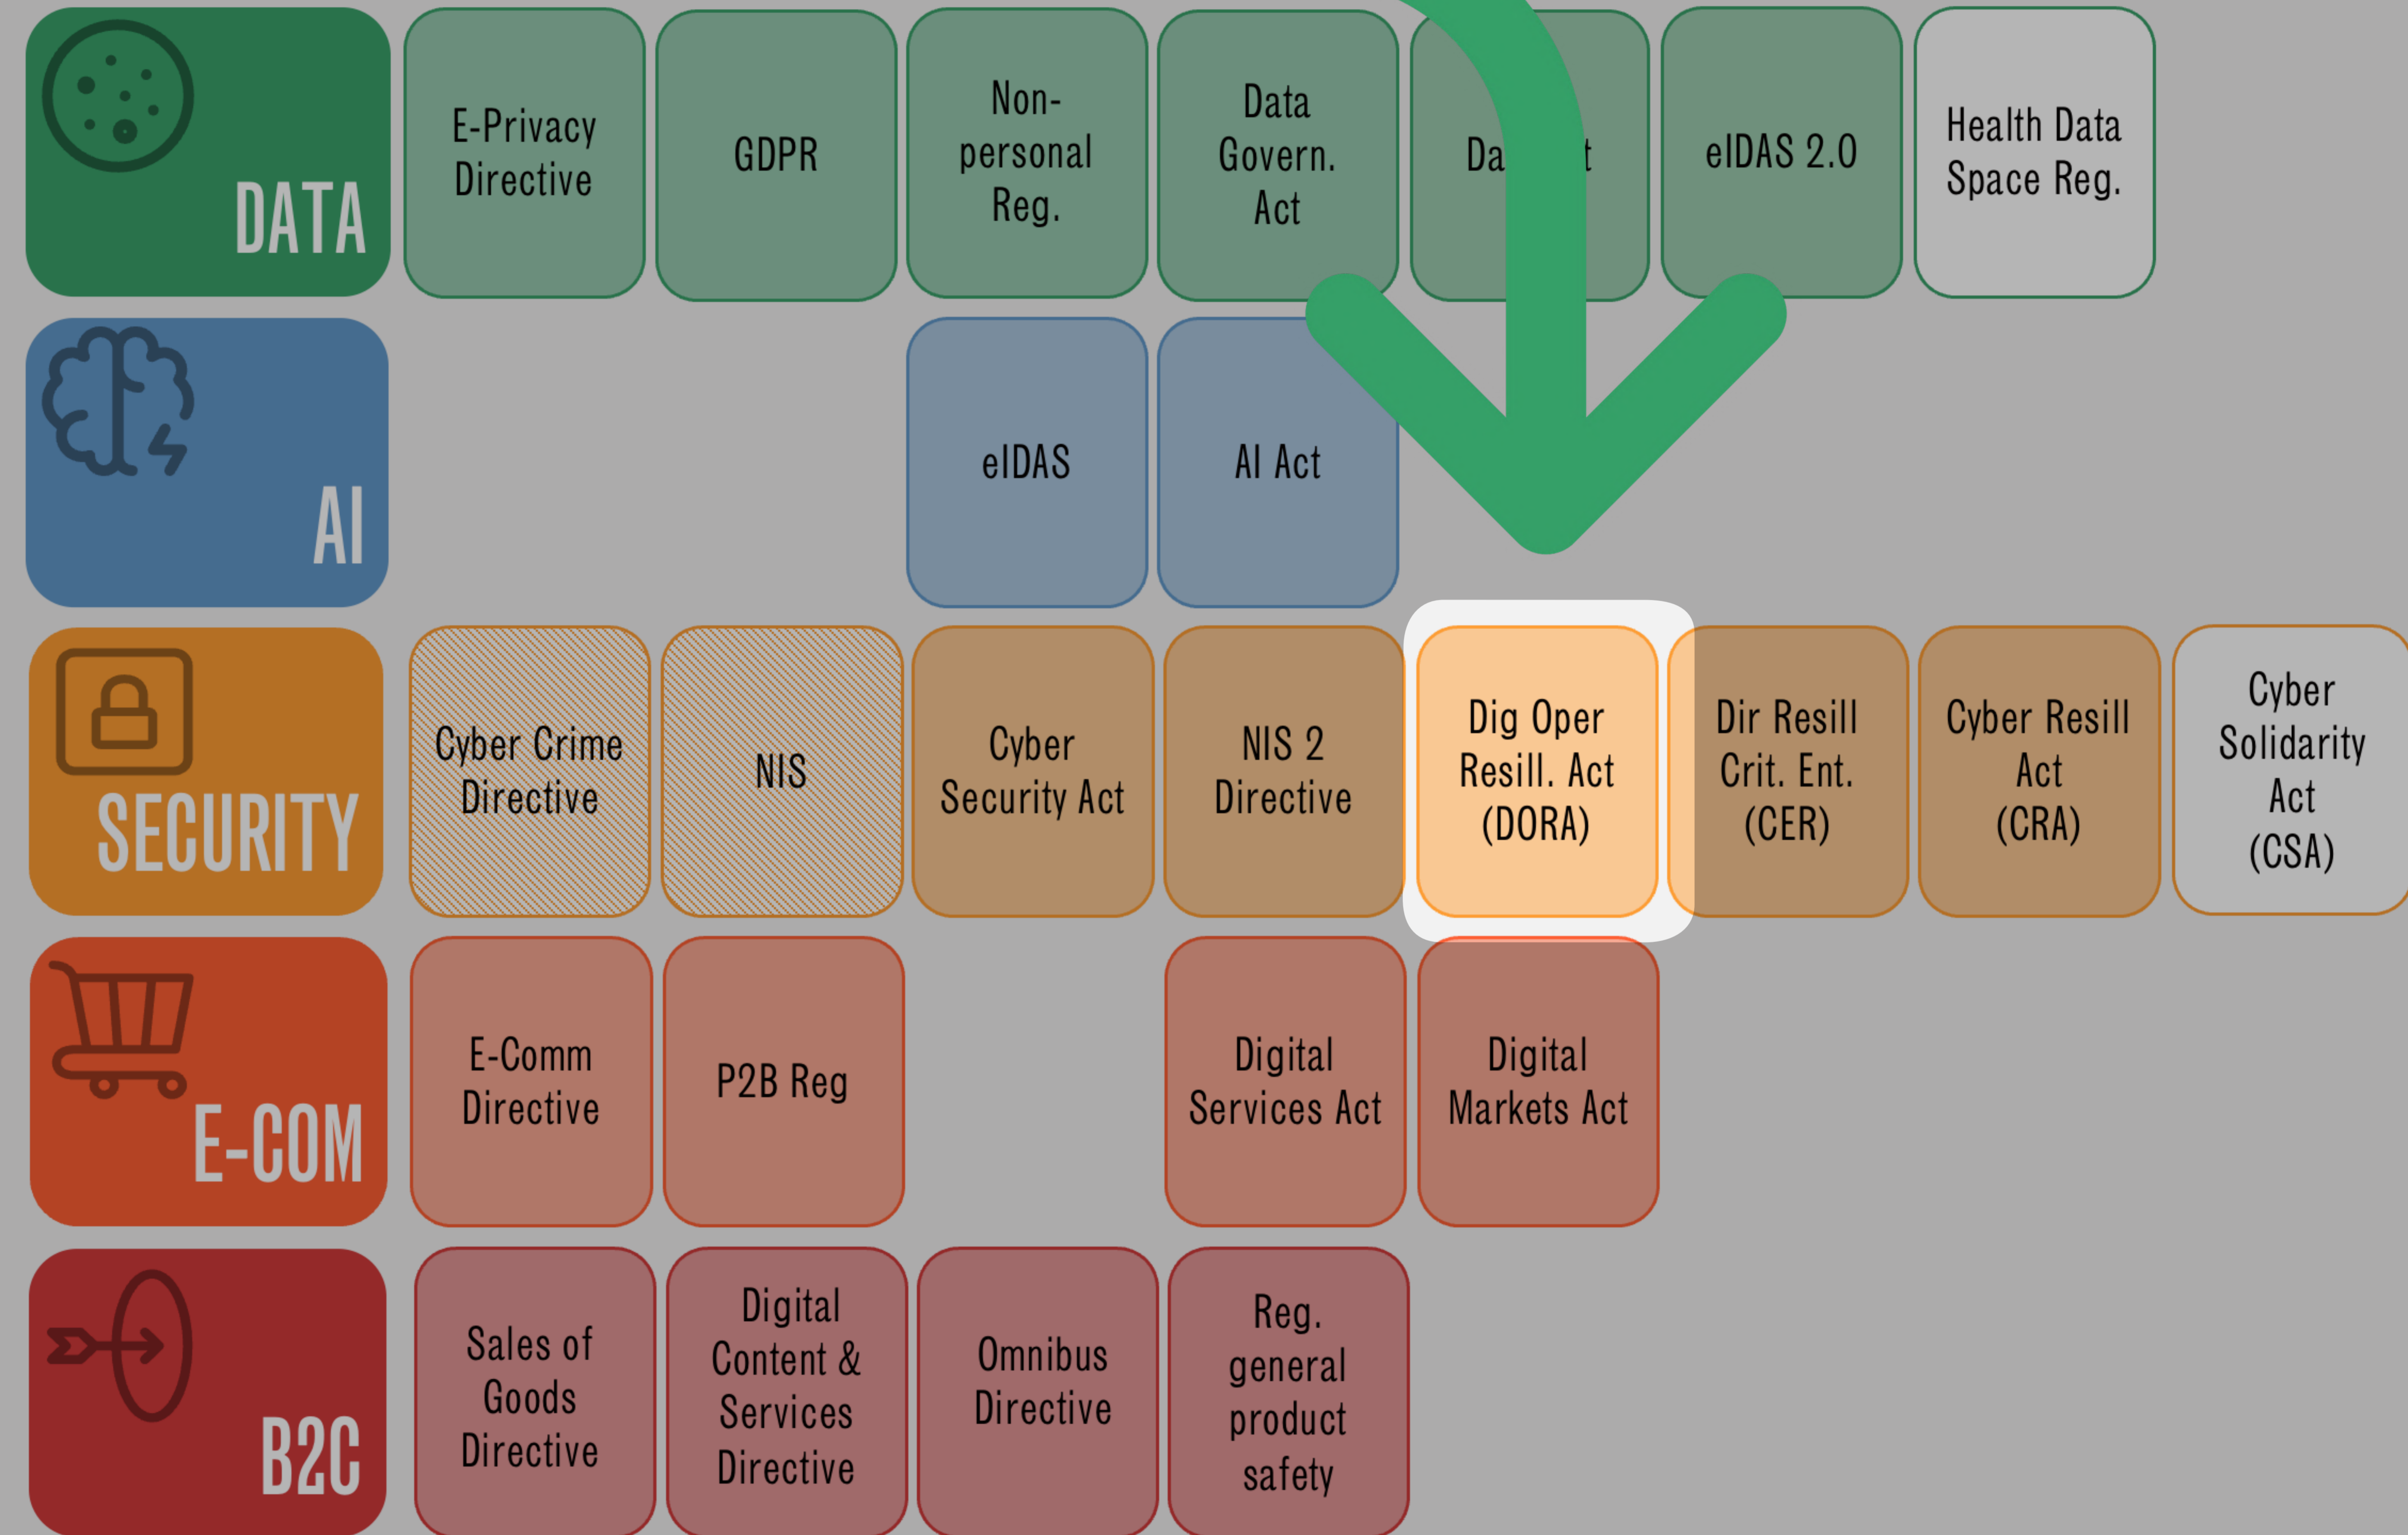 DATA
E-Privacy
Directive
GDPR
Non-
personal
Reg.
Data
Govern.
Act
eIDAS 2.0
Health Data
Space Reg.
AI
eIDAS
AI Act
SECURITY
Cyber Crime
Directive
NIS
Cyber
Security Act
NIS 2
Directive
Dig Oper
Resill. Act
(DORA)
Dir Resill
Crit. Ent.
(CER)
Cyber Resill
Act
(CRA)
Cyber
Solidarity
Act
(CSA)
E-COM
E-Comm
Directive
P2B Reg
Digital
Services Act
Digital
Markets Act
B2C
Sales of
Goods
Directive
Digital
Content &
Services
Directive
Omnibus
Directive
Reg.
general
product
safety